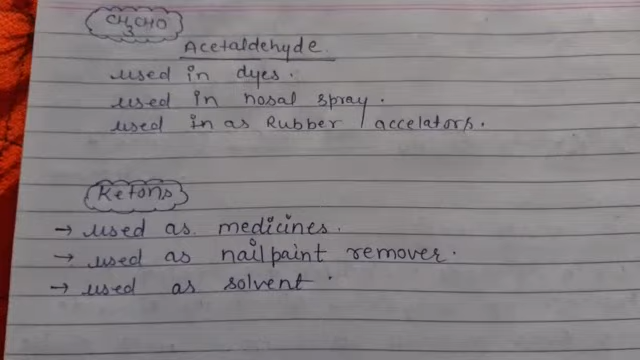 CH3CHO
Acetaldehyde
used in dyes.
used in nosal spray.
used in as Rubber accelators.
Ketons
→ used as medicines.
→ used as nailpaint remover.
→ used as solvent.